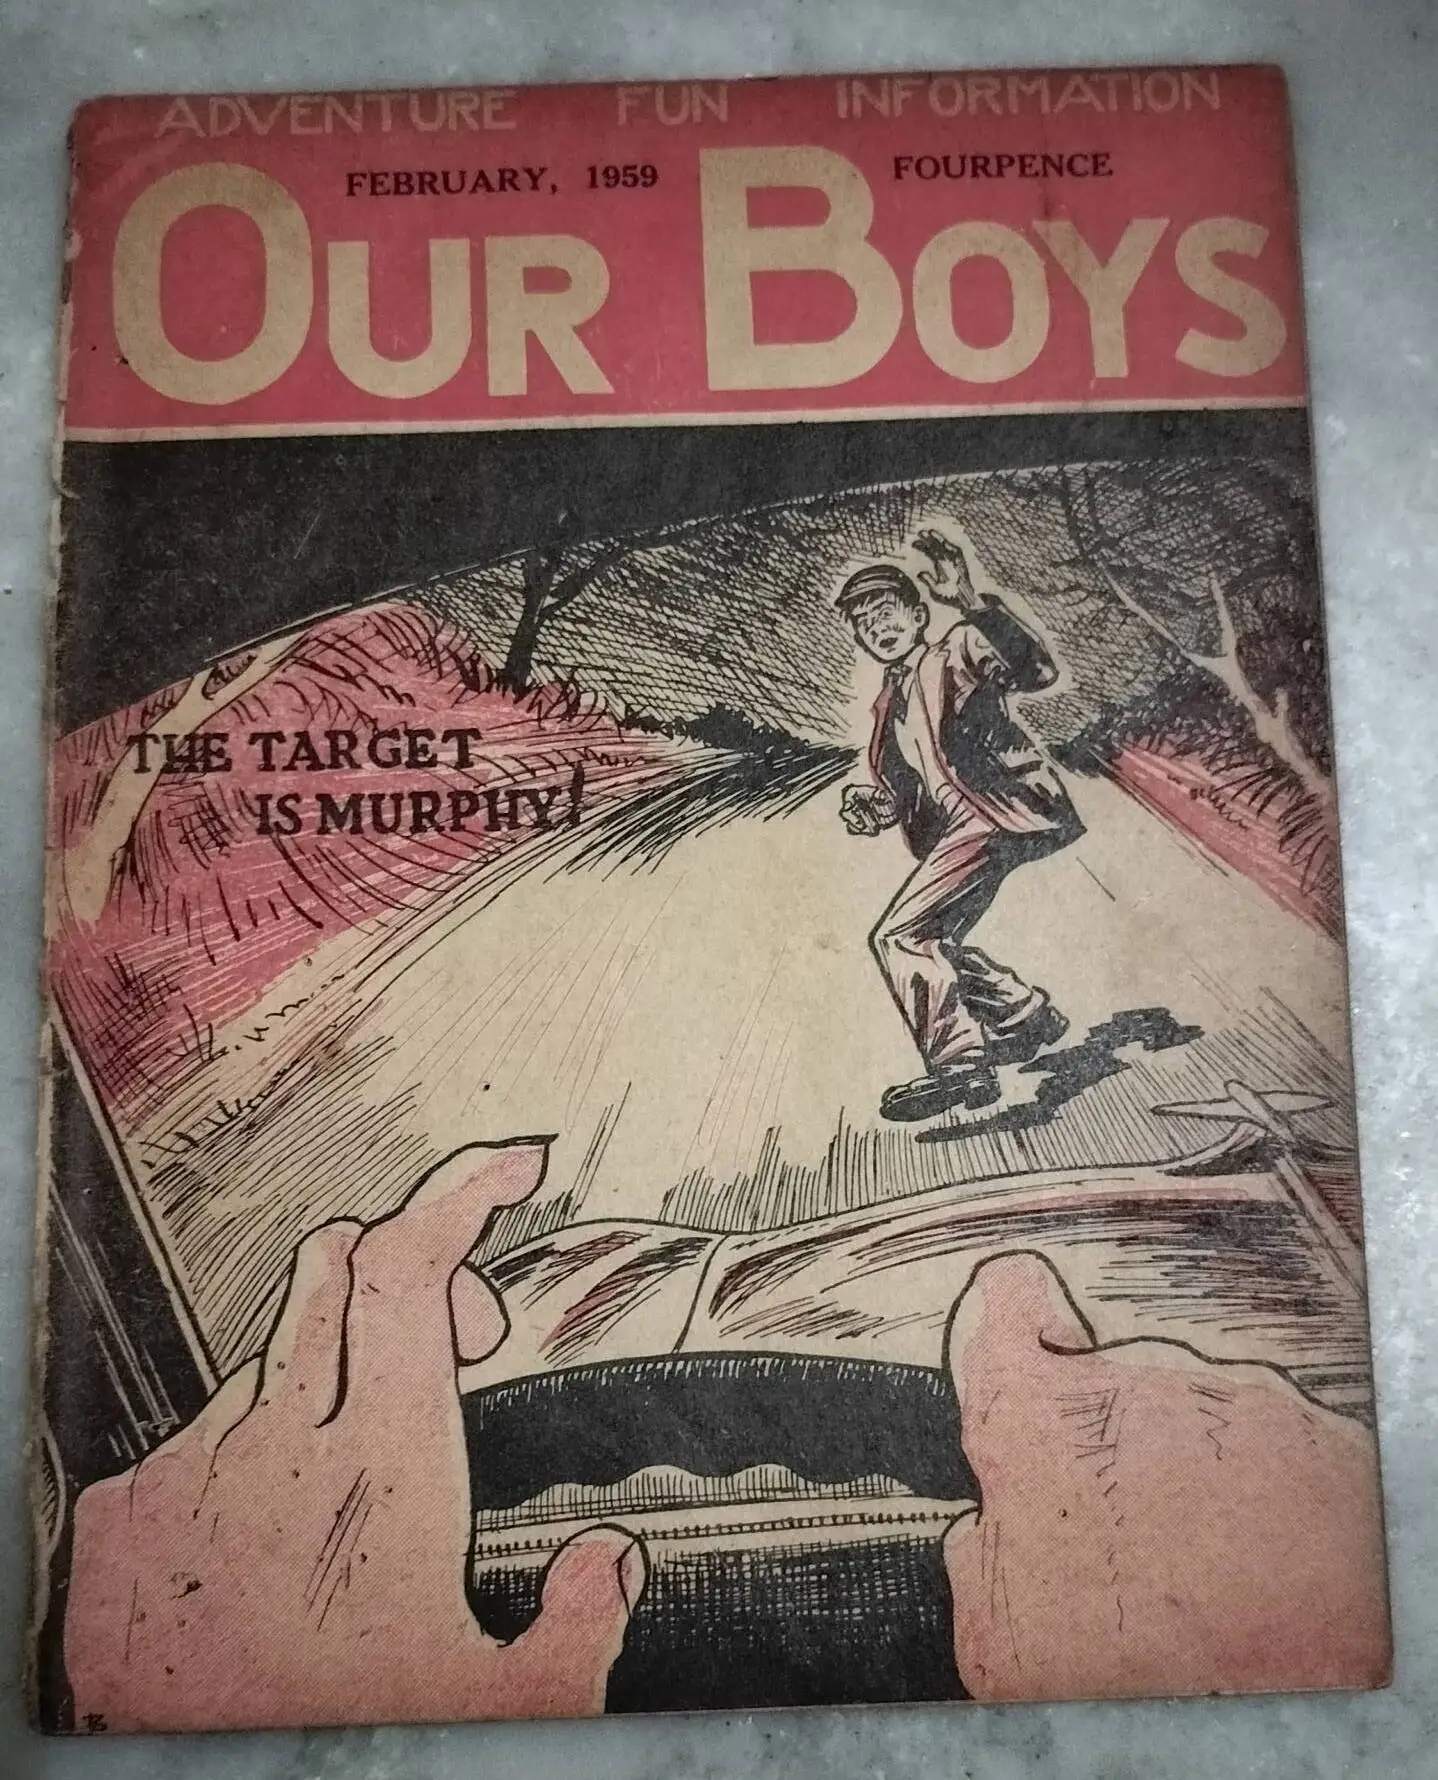 ADVENTURE FUN INFORMATION
FEBRUARY, 1959 FOURPENCE
OUR BOYS
THE TARGET
IS MURPHY!